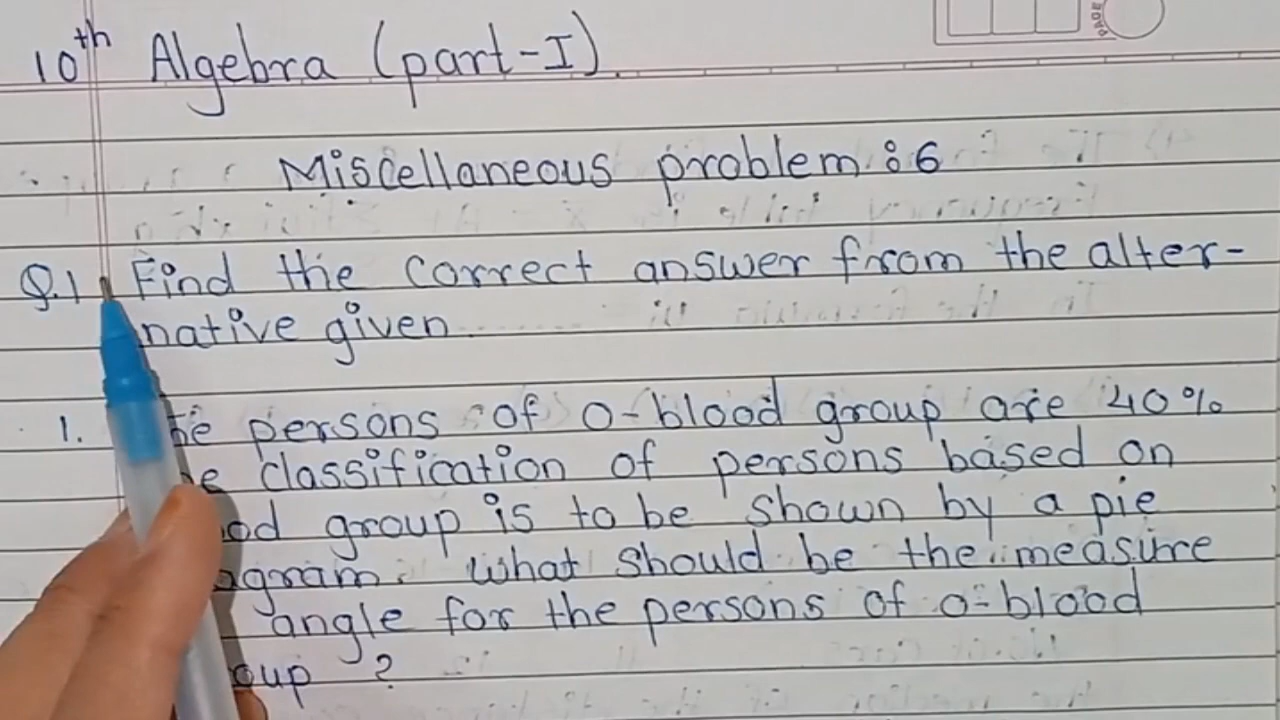 10th Algebra (part-I).
PAGE
Miscellaneous problem : 6
Q.1 Find the correct answer from the alter-
native given
1. persons of O-blood group are 40%
classification of persons based on
group is to be shown by a pie
what should be the measure
angle for the persons of O-blood
?